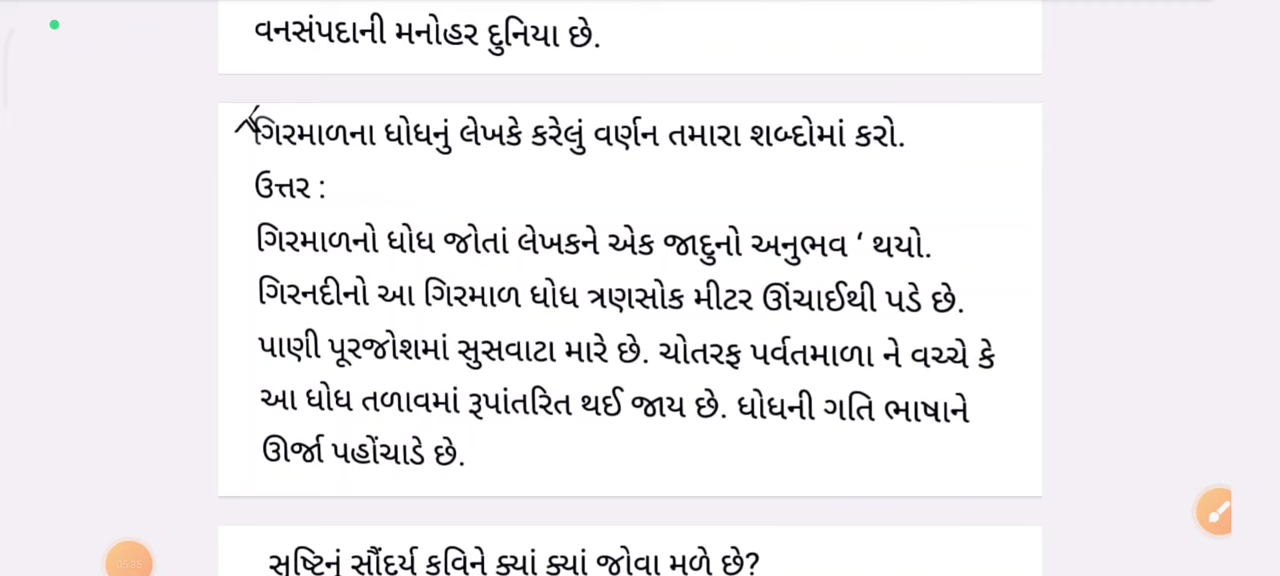 વનસંપદાની મનોહર દુનિયા છે.
ગિરમાળના ધોધનું લેખકે કરેલું વર્ણન તમારા શબ્દોમાં કરો.
ઉત્તર :
ગિરમાળનો ધોધ જોતાં લેખકને એક જાદુનો અનુભવ ‘ થયો.
ગિરનદીનો આ ગિરમાળ ધોધ ત્રણસોક મીટર ઊંચાઈથી પડે છે.
પાણી પૂરજોશમાં સુસવાટા મારે છે. ચોતરફ પર્વતમાળા ને વચ્ચે કે
આ ધોધ તળાવમાં રૂપાંતરિત થઈ જાય છે. ધોધની ગતિ ભાષાને
ઊર્જા પહોંચાડે છે.
સૃષ્ટિનું સૌંદર્ય કવિને ક્યાં ક્યાં જોવા મળે છે?
05:35